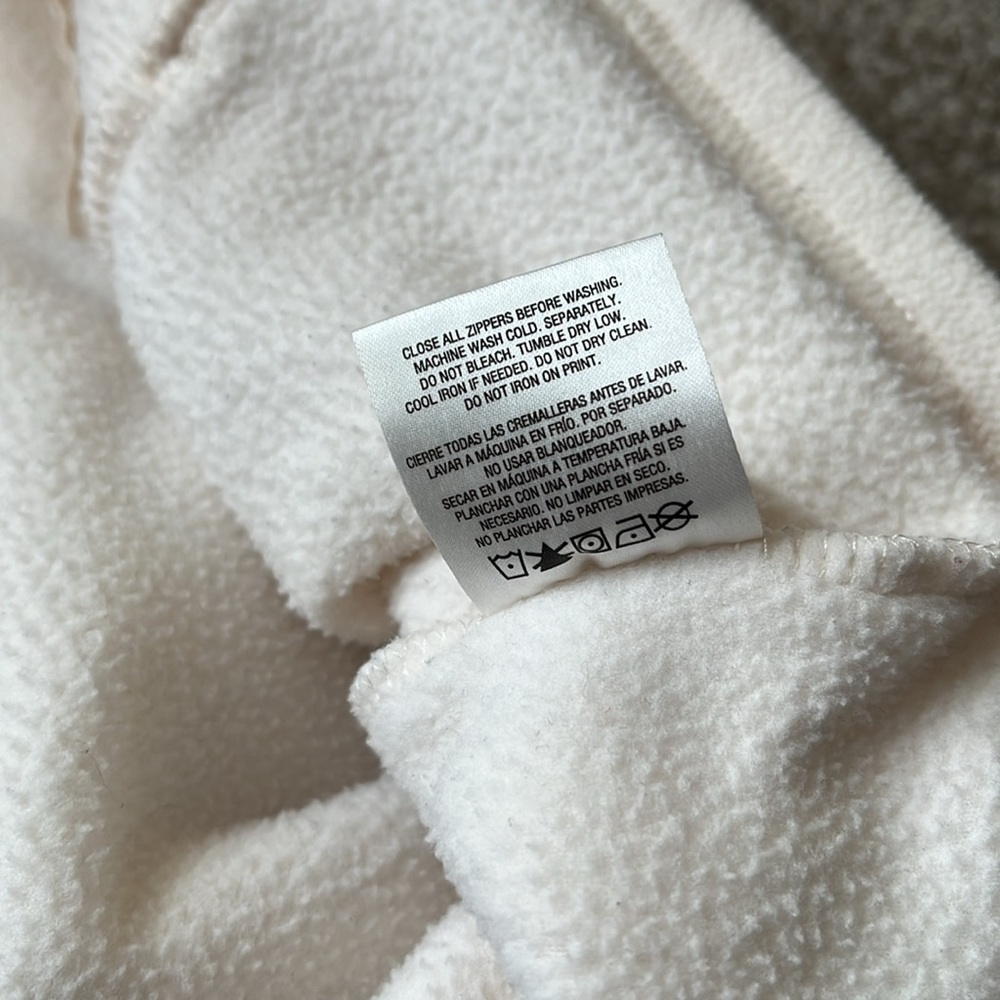 CLOSE ALL ZIPPERS BEFORE WASHING.
MACHINE WASH COLD. SEPARATELY.
DO NOT BLEACH. TUMBLE DRY LOW.
COOL IRON IF NEEDED. DO NOT DRY CLEAN.
DO NOT IRON ON PRINT.
CIERRE TODAS LAS CREMALLERAS ANTES DE LAVAR.
LAVAR A MÁQUINA EN FRÍO. POR SEPARADO.
NO USAR BLANQUEADOR.
SECAR EN MÁQUINA A TEMPERATURA BAJA.
PLANCHAR CON UNA PLANCHA FRÍA SI ES
NECESARIO. NO LIMPIAR EN SECO.
NO PLANCHAR LAS PARTES IMPRESAS.